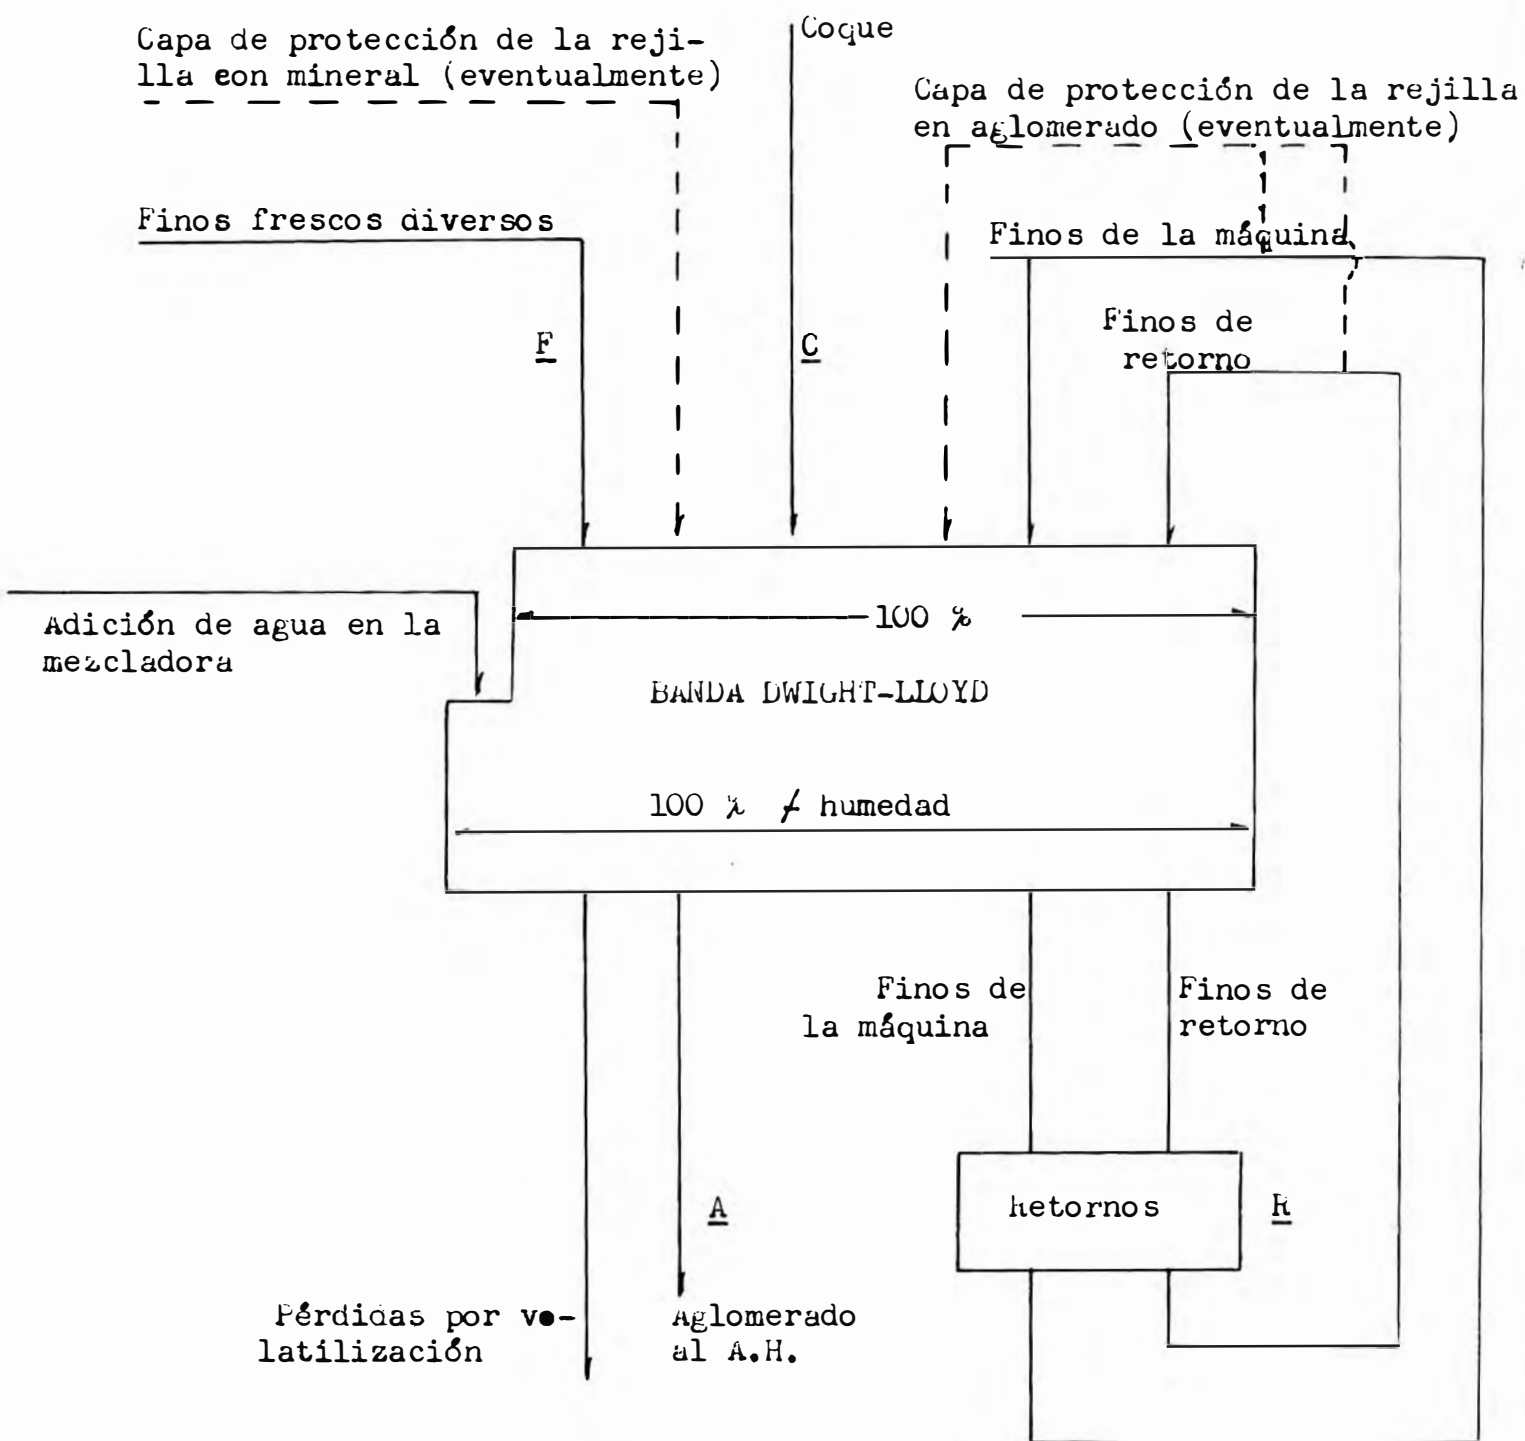 Capa de protección de la reji-
lla eon mineral (eventualmente)
Coque
Capa de protección de la rejilla
en aglomerado (eventualmente)
Finos frescos diversos
Finos de la máquina
F
C
Finos de
retorno
Adición de agua en la
mezcladora
100 %
BANDA DWIGHT-LLOYD
100 % ≠ humedad
Finos de
la máquina
Finos de
retorno
A
Retornos
R
Pérdidas por vo-
latilización
Aglomerado
al A.H.